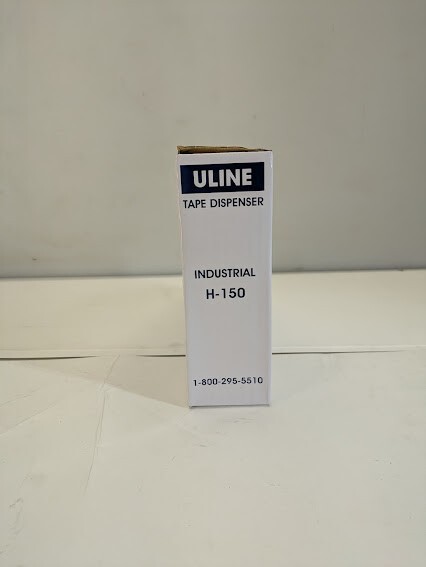 ULINE
TAPE DISPENSER
INDUSTRIAL
H-150
1-800-295-5510